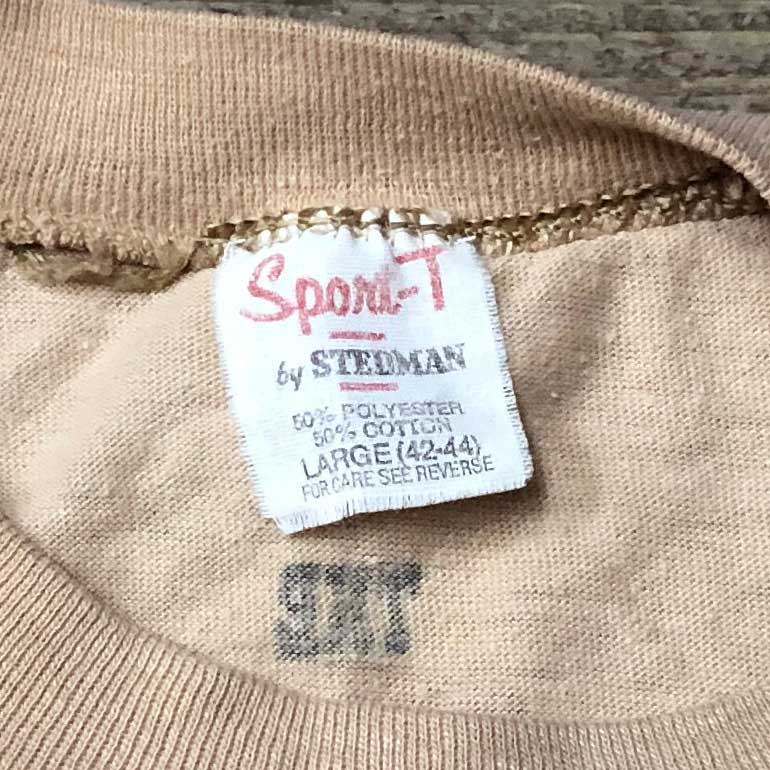 Sport-T
by STEDMAN
50% POLYESTER
50% COTTON
LARGE (42-44)
FOR CARE SEE REVERSE